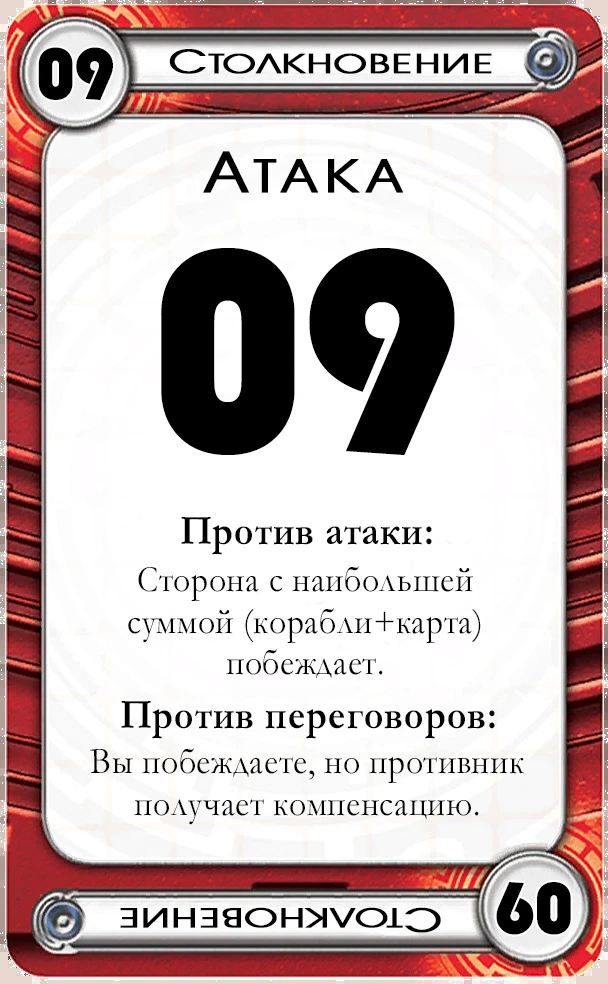 09 Столкновение
Атака
09
Против атаки:
Сторона с наибольшей
суммой (корабли+карта)
побеждает.
Против переговоров:
Вы побеждаете, но противник
получает компенсацию.
Столкновение 09